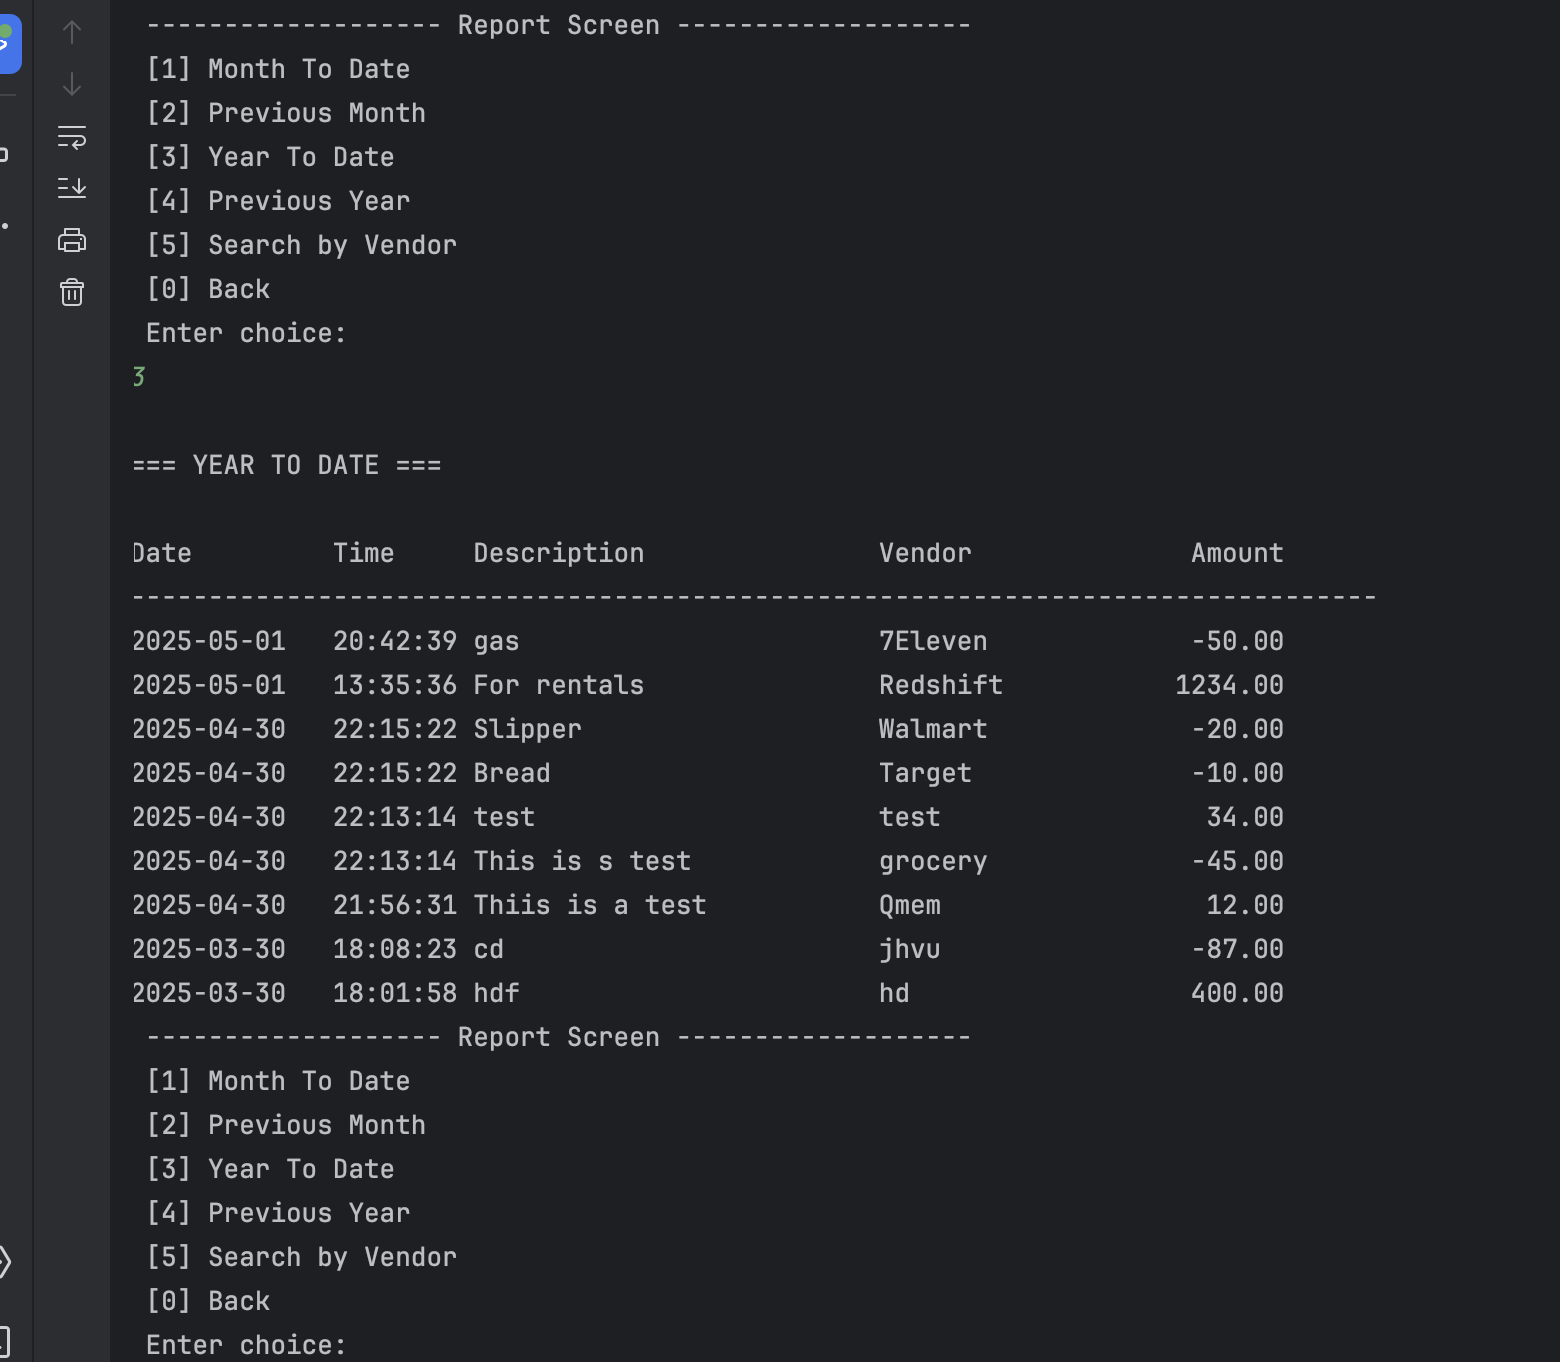 ------------------- Report Screen -------------------
[1] Month To Date
[2] Previous Month
[3] Year To Date
[4] Previous Year
[5] Search by Vendor
[0] Back
Enter choice:
3
=== YEAR TO DATE ===
Date         Time     Description               Vendor              Amount
--------------------------------------------------------------------------------
2025-05-01   20:42:39 gas                       7Eleven             -50.00
2025-05-01   13:35:36 For rentals               Redshift           1234.00
2025-04-30   22:15:22 Slipper                   Walmart             -20.00
2025-04-30   22:15:22 Bread                     Target              -10.00
2025-04-30   22:13:14 test                      test                 34.00
2025-04-30   22:13:14 This is s test            grocery             -45.00
2025-04-30   21:56:31 Thiis is a test           Qmem                 12.00
2025-03-30   18:08:23 cd                        jhvu                -87.00
2025-03-30   18:01:58 hdf                       hd                  400.00
------------------- Report Screen -------------------
[1] Month To Date
[2] Previous Month
[3] Year To Date
[4] Previous Year
[5] Search by Vendor
[0] Back
Enter choice: